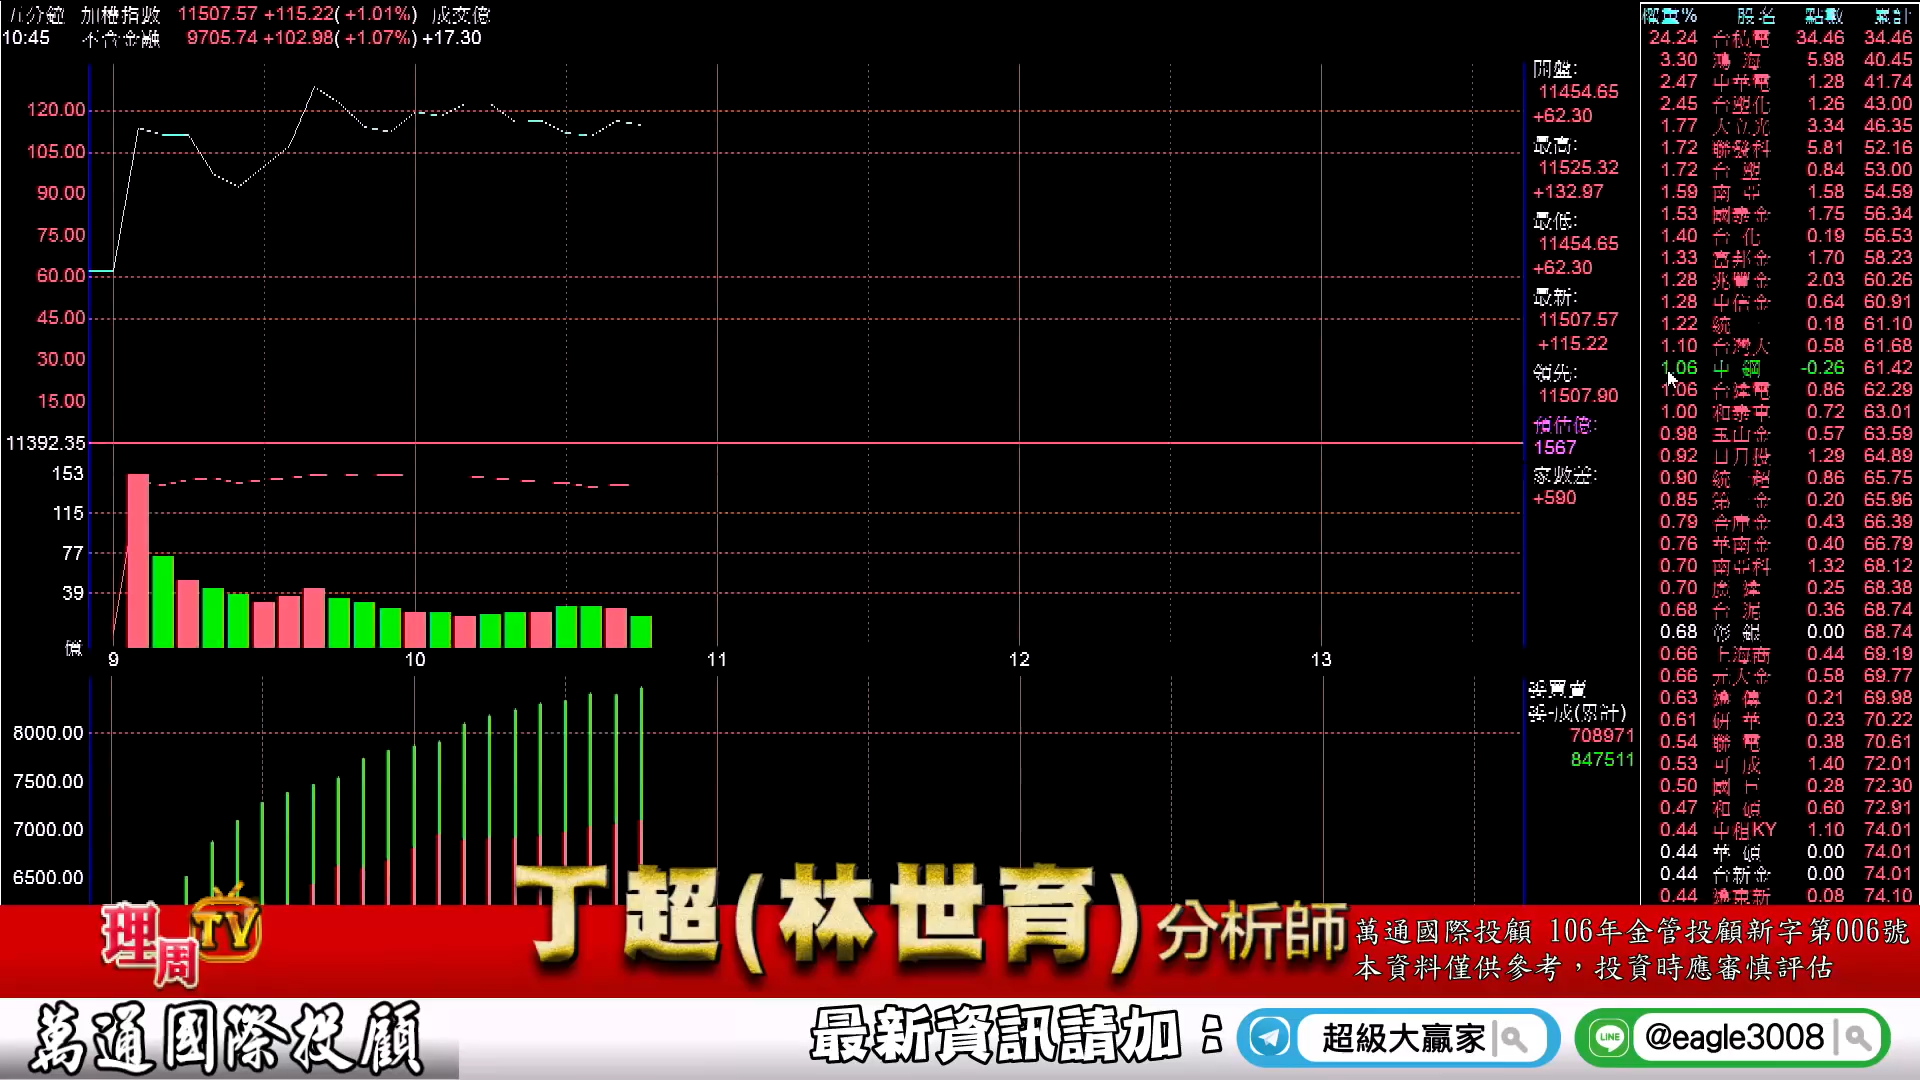 五分鐘 加權指數 11507.57 +115.22( +1.01%) 成交億
10:45 不含金融 9705.74 +102.98( +1.07%) +17.30
120.00
105.00
90.00
75.00
60.00
45.00
30.00
15.00
11392.35
153
115
77
39
億
9 10 11 12 13
8000.00
7500.00
7000.00
6500.00
開盤:
11454.65
+62.30
最高:
11525.32
+132.97
最低:
11454.65
+62.30
最新:
11507.57
+115.22
領先:
11507.90
預估億:
1567
家數差:
+590
委買賣
委-成(累計)
708971
847511
權重% 股名 點數 累計
24.24 台積電 34.46 34.46
3.30 鴻海 5.98 40.45
2.47 中華電 1.28 41.74
2.45 台塑化 1.26 43.00
1.77 大立光 3.34 46.35
1.72 聯發科 5.81 52.16
1.72 台塑 0.84 53.00
1.59 南亞 1.58 54.59
1.53 國泰金 1.75 56.34
1.40 台化 0.19 56.53
1.33 富邦金 1.70 58.23
1.28 兆豐金 2.03 60.26
1.28 中信金 0.64 60.91
1.22 統一 0.18 61.10
1.10 台灣大 0.58 61.68
1.06 中鋼 -0.26 61.42
1.06 台達電 0.86 62.29
1.00 和泰車 0.72 63.01
0.98 玉山金 0.57 63.59
0.92 日月投 1.29 64.89
0.90 統一超 0.86 65.75
0.85 第一金 0.20 65.96
0.79 合庫金 0.43 66.39
0.76 華南金 0.40 66.79
0.70 南亞科 1.32 68.12
0.70 0.25 68.38
0.68 台泥 0.36 68.74
0.68 0.00 68.74
0.66 上海商 0.44 69.19
0.66 元大金 0.58 69.77
0.63 遠傳 0.21 69.98
0.61 0.23 70.22
0.54 聯電 0.38 70.61
0.53 可成 1.40 72.01
0.50 國巨 0.28 72.30
0.47 和碩 0.60 72.91
0.44 中租KY 1.10 74.01
0.44 華碩 0.00 74.01
0.44 台新金 0.00 74.01
0.44 遠東新 0.08 74.10
理周TV
丁超(林世育)分析師
萬通國際投顧 106年金管投顧新字第006號
本資料僅供參考，投資時應審慎評估
萬通國際投顧
最新資訊請加：
超級大贏家
LINE @eagle3008